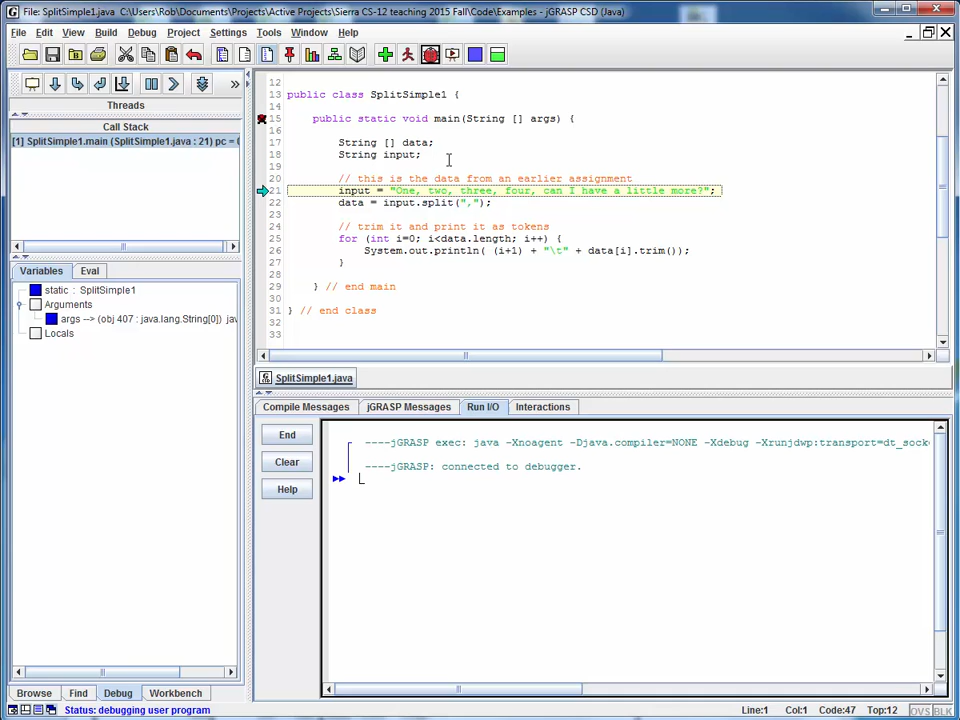 File: SplitSimple1.java C:\Users\Rob\Documents\Projects\Active Projects\Sierra CS-12 teaching 2015 Fall\Code\Examples - jGRASP CSD (Java)
File Edit View Build Debug Project Settings Tools Window Help
Threads
Call Stack
[1] SplitSimple1.main (SplitSimple1.java : 21) pc = 0
Variables Eval
static : SplitSimple1
Arguments
args --> (obj 407 : java.lang.String[0]) jav
Locals
12
13 public class SplitSimple1 {
14
15 public static void main(String [] args) {
16
17 String [] data;
18 String input;
19
20 // this is the data from an earlier assignment
21 input = "One, two, three, four, can I have a little more?";
22 data = input.split(",");
23
24 // trim it and print it as tokens
25 for (int i=0; i<data.length; i++) {
26 System.out.println( (i+1) + "\t" + data[i].trim());
27 }
28
29 } // end main
30
31 } // end class
32
33
SplitSimple1.java
Compile Messages jGRASP Messages Run I/O Interactions
End
Clear
Help
----jGRASP exec: java -Xnoagent -Djava.compiler=NONE -Xdebug -Xrunjdwp:transport=dt_sock
----jGRASP: connected to debugger.
Browse Find Debug Workbench
Status: debugging user program
Line:1 Col:1 Code:47 Top:12 OVS BLK